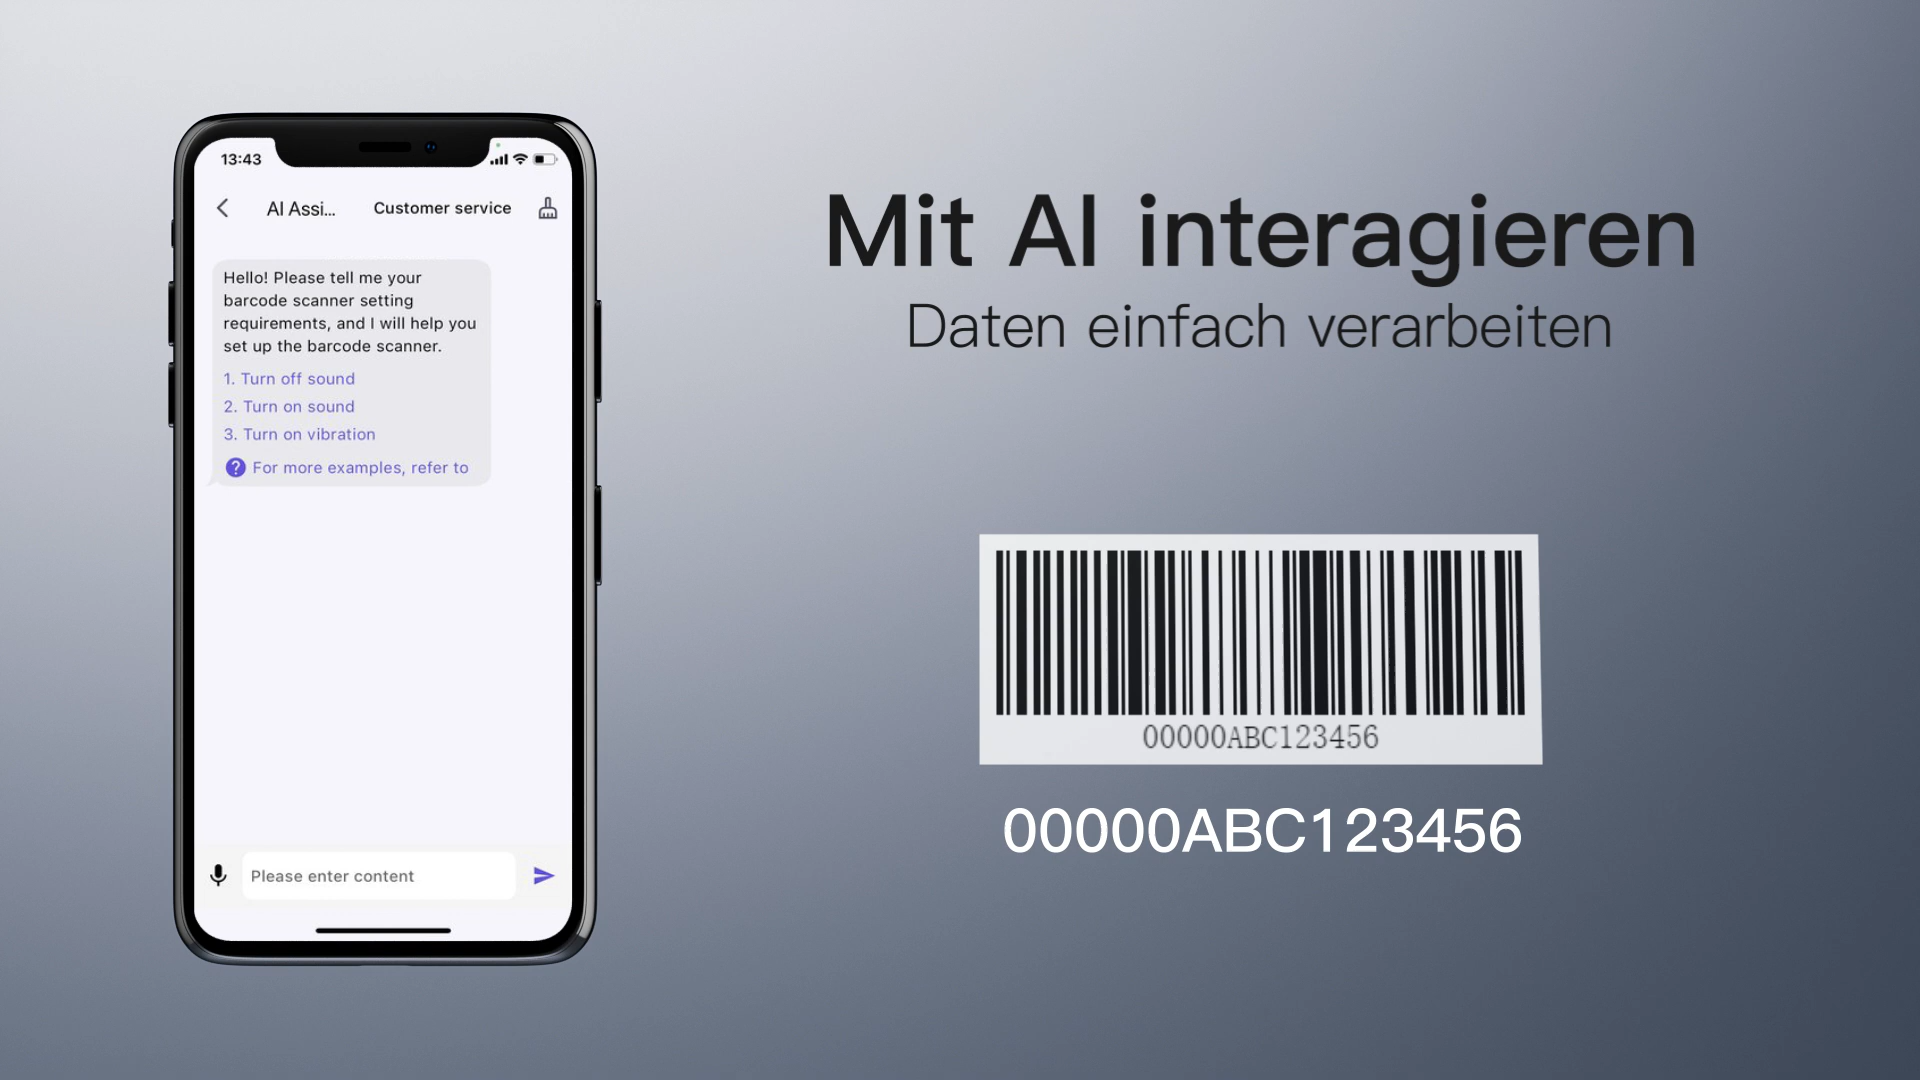 13:43
AI Assi...
Customer service
Hello! Please tell me your
barcode scanner setting
requirements, and I will help you
set up the barcode scanner.
1. Turn off sound
2. Turn on sound
3. Turn on vibration
? For more examples, refer to
Please enter content
Mit AI interagieren
Daten einfach verarbeiten
00000ABC123456
00000ABC123456